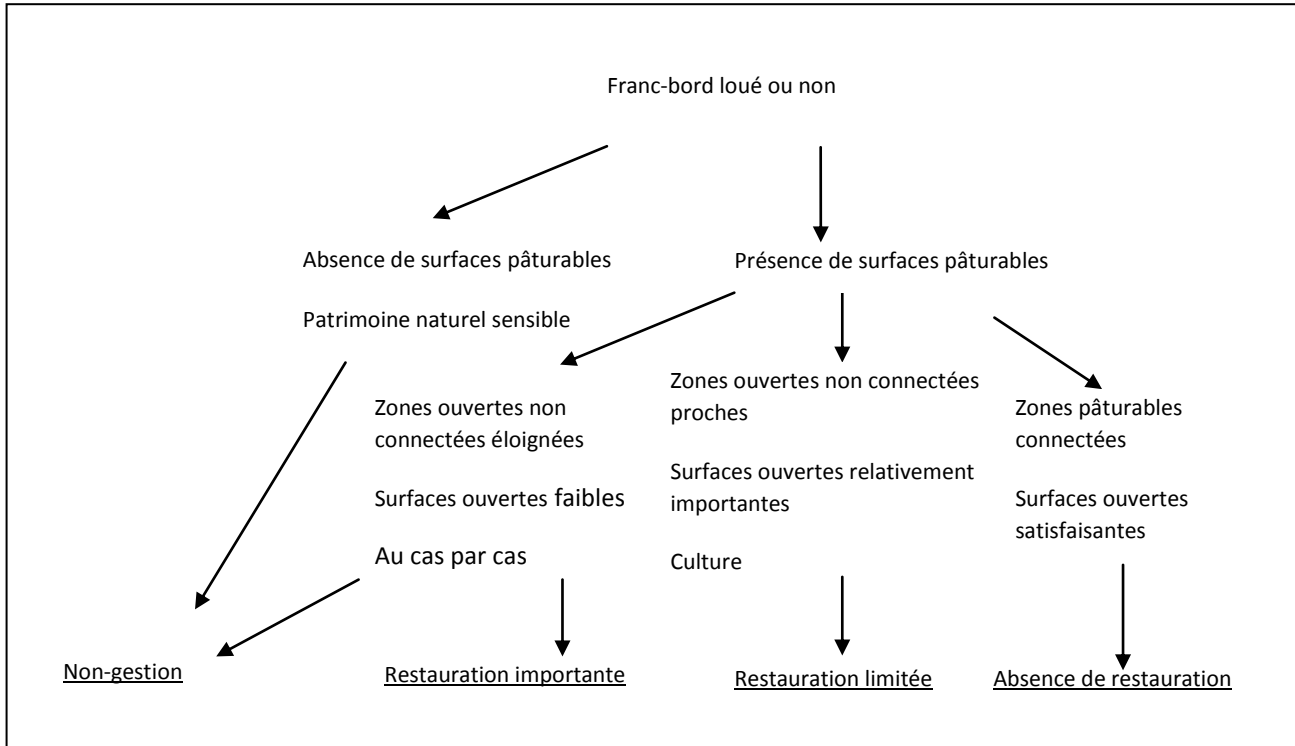 Franc-bord loué ou non
Absence de surfaces pâturables
Patrimoine naturel sensible
Présence de surfaces pâturables
Zones ouvertes non
connectées éloignées
Surfaces ouvertes faibles
Au cas par cas
Zones ouvertes non connectées
proches
Surfaces ouvertes relativement
importantes
Culture
Zones pâturables
connectées
Surfaces ouvertes
satisfaisantes
Non-gestion
Restauration importante
Restauration limitée
Absence de restauration